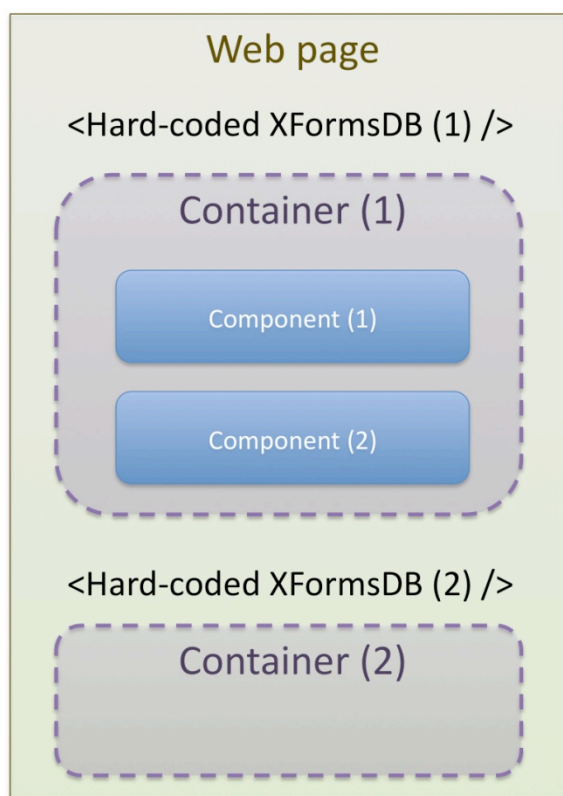 Web page
<Hard-coded XFormsDB (1) />
Container (1)
Component (1)
Component (2)
<Hard-coded XFormsDB (2) />
Container (2)